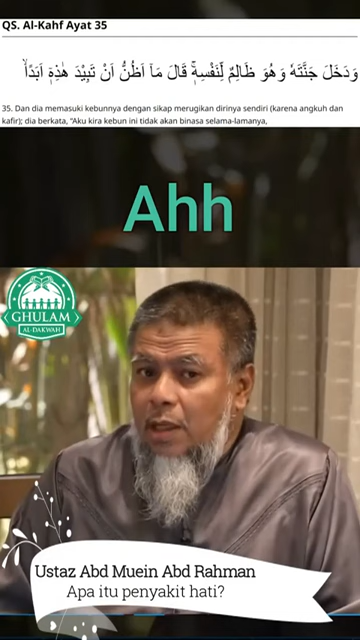 QS. Al-Kahf Ayat 35
وَدَخَلَ جَنَّتَهٗ وَهُوَ ظَالِمٌ لِّنَفْسِهٖۚ قَالَ مَآ اَظُنُّ اَنْ تَبِيْدَ هٰذِهٖٓ اَبَدًاۙ
35. Dan dia memasuki kebunnya dengan sikap merugikan dirinya sendiri (karena angkuh dan
kafir); dia berkata, “Aku kira kebun ini tidak akan binasa selama-lamanya,
Ahh
GHULAM
AL-DAKWAH
Ustaz Abd Muein Abd Rahman
Apa itu penyakit hati?